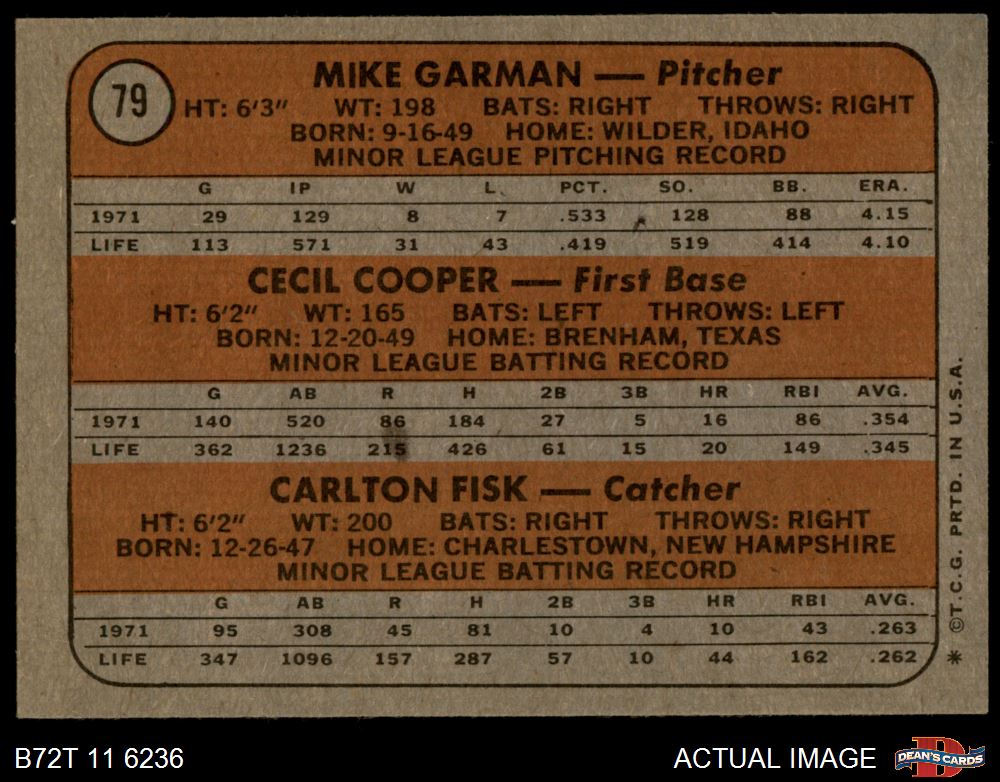 79
MIKE GARMAN — Pitcher
HT: 6'3" WT: 198 BATS: RIGHT THROWS: RIGHT
BORN: 9-16-49 HOME: WILDER, IDAHO
MINOR LEAGUE PITCHING RECORD
G IP W L. PCT. SO. BB. ERA.
1971 29 129 8 7 .533 128 88 4.15
LIFE 113 571 31 43 .419 519 414 4.10
CECIL COOPER — First Base
HT: 6'2" WT: 165 BATS: LEFT THROWS: LEFT
BORN: 12-20-49 HOME: BRENHAM, TEXAS
MINOR LEAGUE BATTING RECORD
G AB R H 2B 3B HR RBI AVG.
1971 140 520 86 184 27 5 16 86 .354
LIFE 362 1236 215 426 61 15 20 149 .345
CARLTON FISK — Catcher
HT: 6'2" WT: 200 BATS: RIGHT THROWS: RIGHT
BORN: 12-26-47 HOME: CHARLESTOWN, NEW HAMPSHIRE
MINOR LEAGUE BATTING RECORD
G AB R H 2B 3B HR RBI AVG.
1971 95 308 45 81 10 4 10 43 .263
LIFE 347 1096 157 287 57 10 44 162 .262
* ©T.C.G. PRTD. IN U.S.A.
B72T 11 6236
ACTUAL IMAGE
D
DEAN'S CARDS